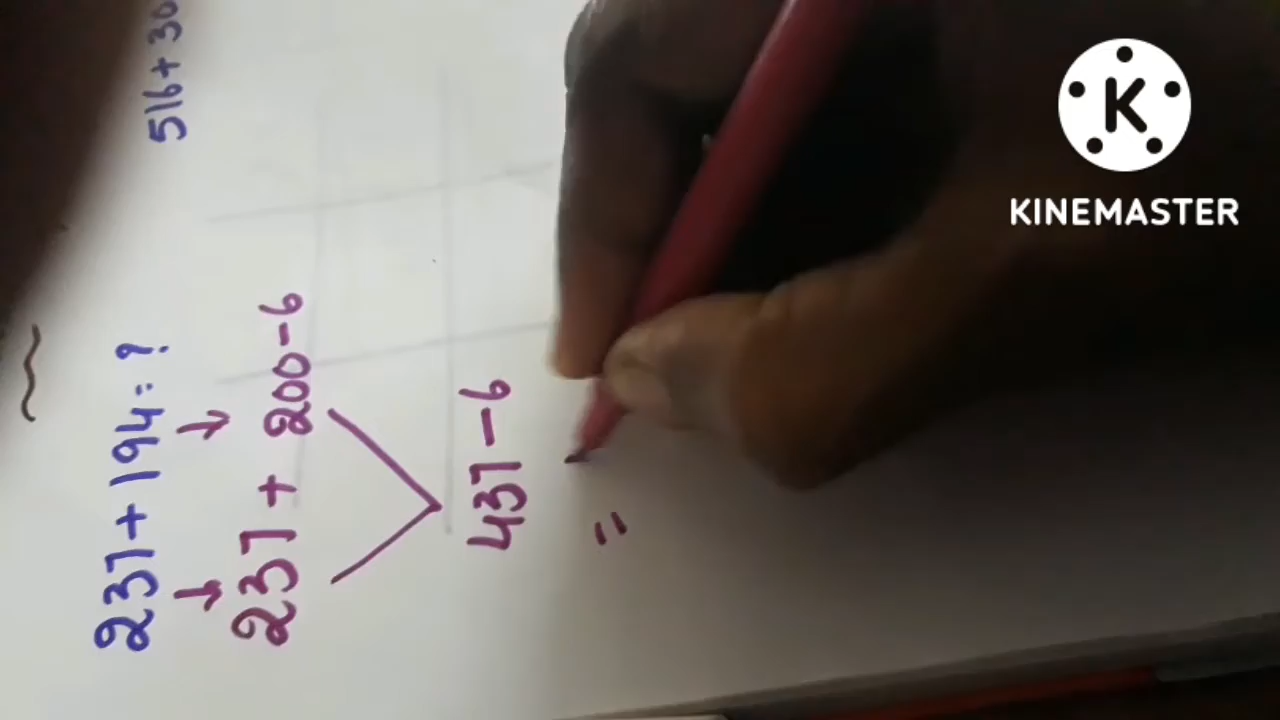 237+194=? 516+30
↓ ↓
237 + 200-6
437-6
=
KINEMASTER